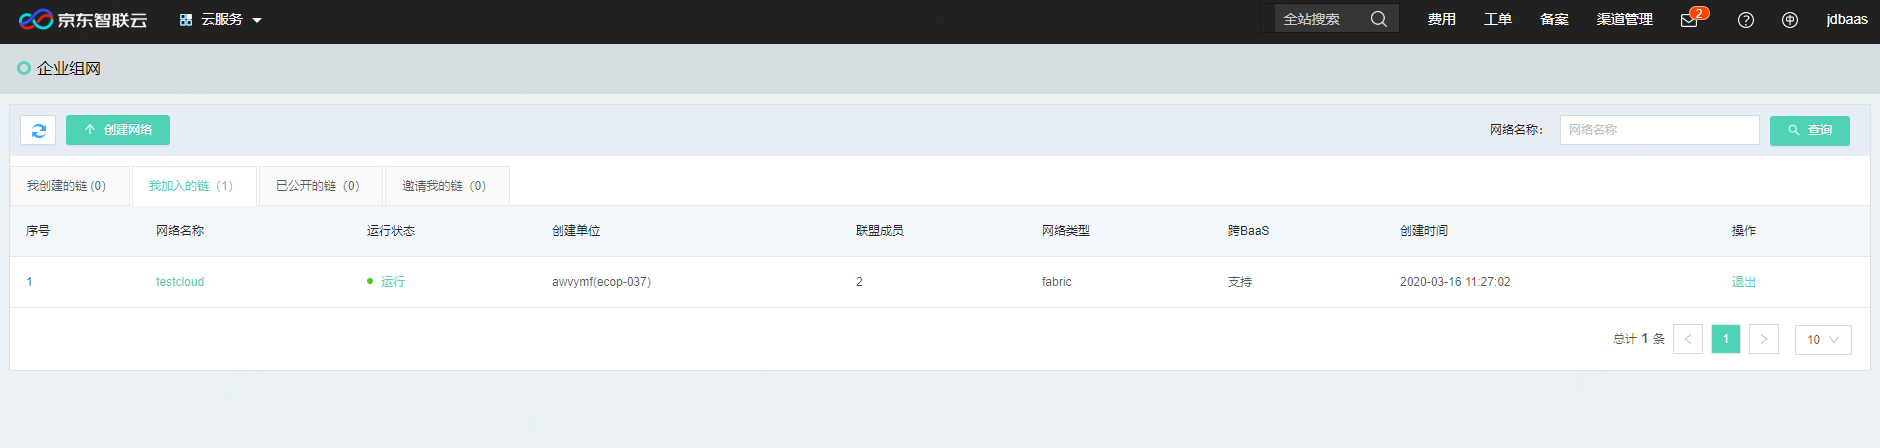 京东智联云 云服务 全站搜索 费用 工单 备案 渠道管理 2 jdbaas
企业组网
创建网络 网络名称: 网络名称 查询
我创建的链 (0) 我加入的链 (1) 已公开的链 (0) 邀请我的链 (0)
序号 网络名称 运行状态 创建单位 联盟成员 网络类型 跨BaaS 创建时间 操作
1 testcloud 运行 awvymf(ecop-037) 2 fabric 支持 2020-03-16 11:27:02 退出
总计 1 条 < 1 > 10